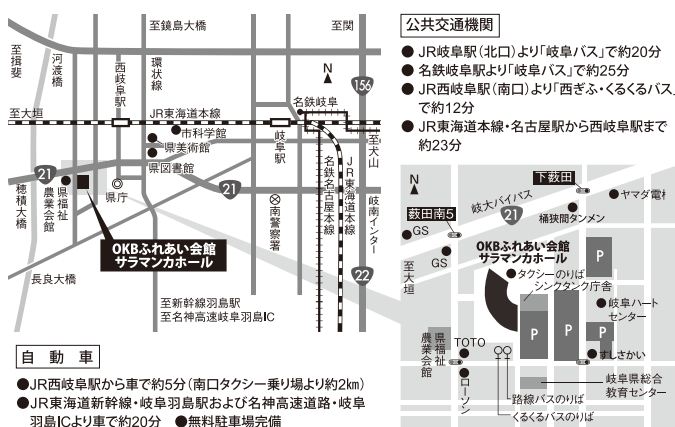 至鏡島大橋
至関
至揖斐
河渡橋
西岐阜駅
環状線
N
156
名鉄岐阜
至大垣
JR東海道本線
市科学館
県美術館
県図書館
岐阜駅
至犬山
21
県福祉農業会館
県庁
21
名鉄名古屋本線
JR東海道本線
岐南インター
穂積大橋
南警察署
OKBふれあい会館
サラマンカホール
長良大橋
22
至新幹線羽島駅
至名神高速岐阜羽島IC
自動車
●JR西岐阜駅から車で約5分(南口タクシー乗り場より約2km)
●JR東海道新幹線・岐阜羽島駅および名神高速道路・岐阜
羽島ICより車で約20分 ●無料駐車場完備
公共交通機関
● JR岐阜駅(北口)より「岐阜バス」で約20分
● 名鉄岐阜駅より「岐阜バス」で約25分
● JR西岐阜駅(南口)より「西ぎふ・くるくるバス」
で約12分
● JR東海道本線・名古屋駅から西岐阜駅まで
約23分
N
下薮田
岐大バイパス
21
ヤマダ電機
薮田南5
桶狭間タンメン
GS
GS
OKBふれあい会館
サラマンカホール
P
至大垣
タクシーのりば
シンクタンク庁舎
岐阜ハート
センター
P
P
P
県福祉農業会館
TOTO
すしさかい
ローソン
岐阜県総合
教育センター
路線バスのりば
くるくるバスのりば